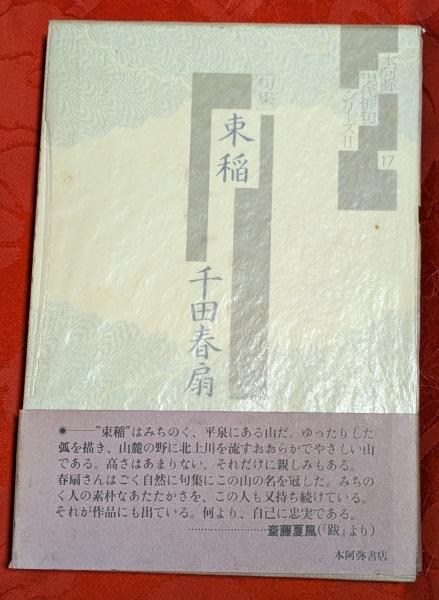 本阿弥
現代俳句
シリーズII
17
句集
束稲
千田春扇
◉――"束稲"はみちのく、平泉にある山だ。ゆったりした
弧を描き、山麓の野に北上川を流すおおらかでやさしい山
である。高さはあまりない。それだけに親しみもある。
春扇さんはごく自然に句集にこの山の名を冠した。みちの
く人の素朴なあたたかさを、この人も又持ち続けている。
それが作品にも出ている。何より、自己に忠実である。
……………………斎藤夏風(『跋』より)
本阿弥書店